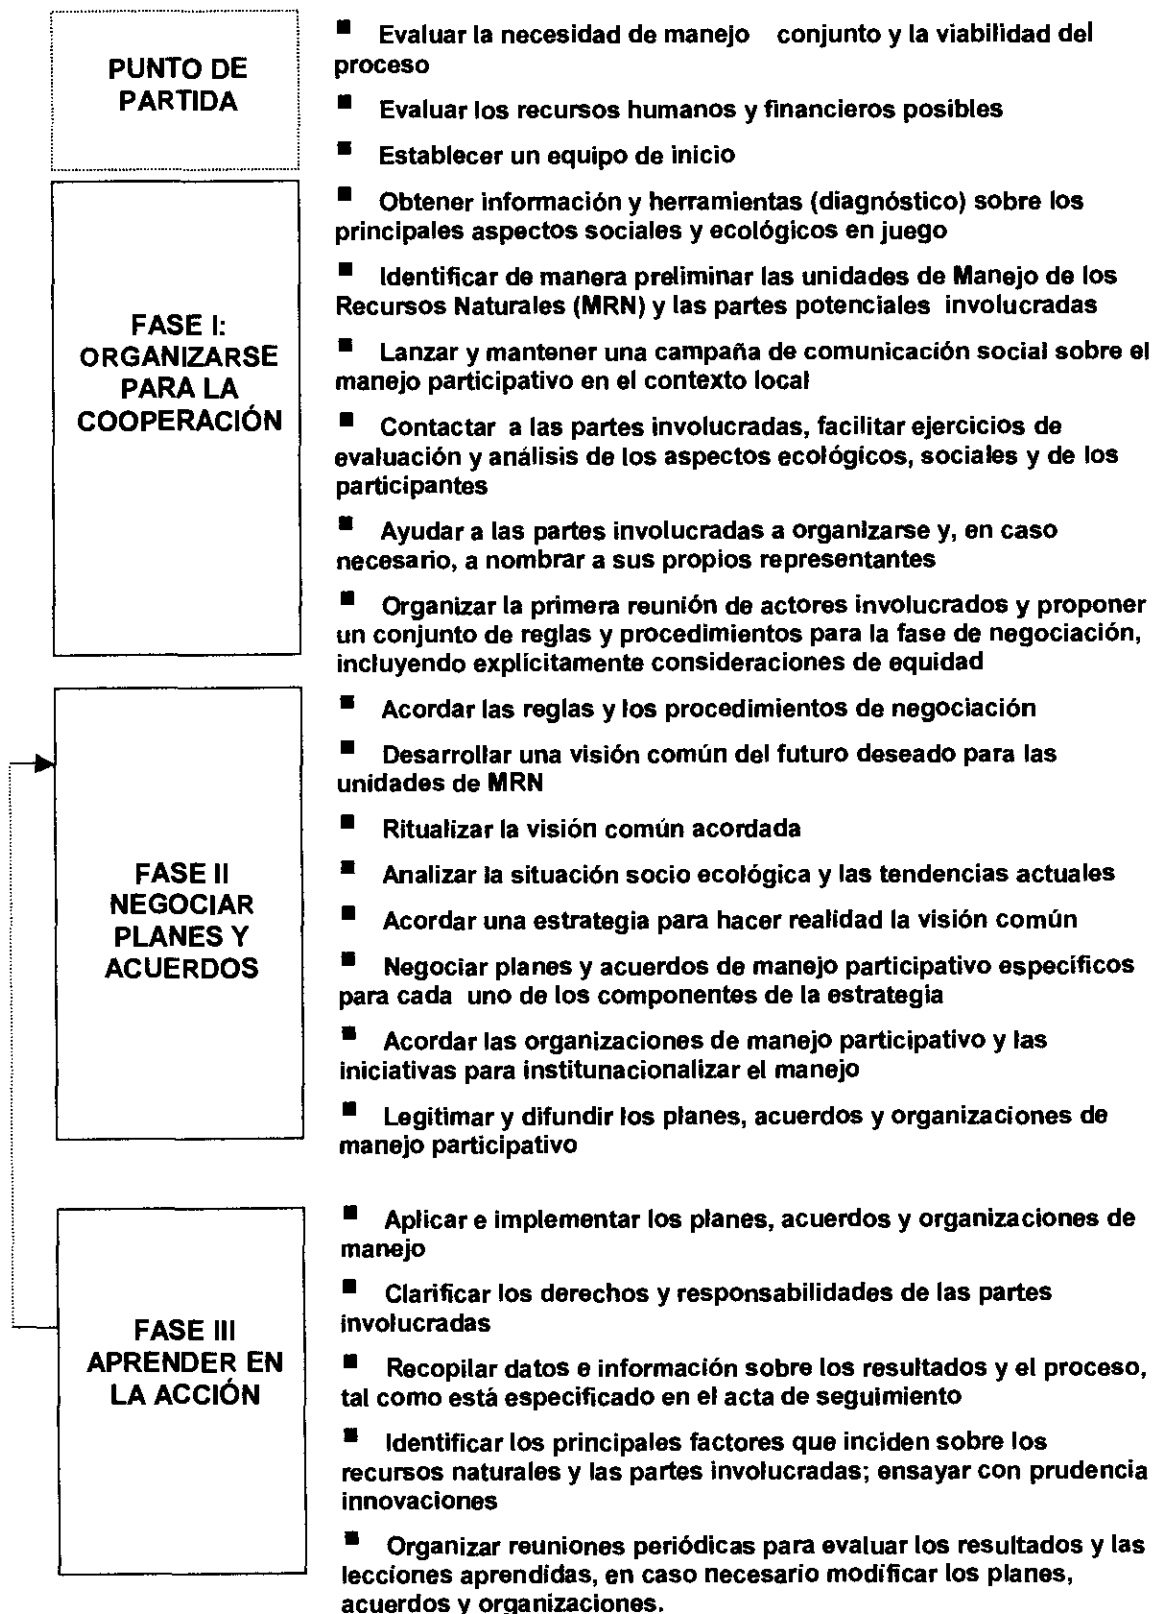 PUNTO DE
PARTIDA
■ Evaluar la necesidad de manejo conjunto y la viabilidad del
proceso
■ Evaluar los recursos humanos y financieros posibles
■ Establecer un equipo de inicio
FASE I:
ORGANIZARSE
PARA LA
COOPERACIÓN
■ Obtener información y herramientas (diagnóstico) sobre los
principales aspectos sociales y ecológicos en juego
■ Identificar de manera preliminar las unidades de Manejo de los
Recursos Naturales (MRN) y las partes potenciales involucradas
■ Lanzar y mantener una campaña de comunicación social sobre el
manejo participativo en el contexto local
■ Contactar a las partes involucradas, facilitar ejercicios de
evaluación y análisis de los aspectos ecológicos, sociales y de los
participantes
■ Ayudar a las partes involucradas a organizarse y, en caso
necesario, a nombrar a sus propios representantes
■ Organizar la primera reunión de actores involucrados y proponer
un conjunto de reglas y procedimientos para la fase de negociación,
incluyendo explícitamente consideraciones de equidad
FASE II
NEGOCIAR
PLANES Y
ACUERDOS
■ Acordar las reglas y los procedimientos de negociación
■ Desarrollar una visión común del futuro deseado para las
unidades de MRN
■ Ritualizar la visión común acordada
■ Analizar la situación socio ecológica y las tendencias actuales
■ Acordar una estrategia para hacer realidad la visión común
■ Negociar planes y acuerdos de manejo participativo específicos
para cada uno de los componentes de la estrategia
■ Acordar las organizaciones de manejo participativo y las
iniciativas para institunacionalizar el manejo
■ Legitimar y difundir los planes, acuerdos y organizaciones de
manejo participativo
FASE III
APRENDER EN
LA ACCIÓN
■ Aplicar e implementar los planes, acuerdos y organizaciones de
manejo
■ Clarificar los derechos y responsabilidades de las partes
involucradas
■ Recopilar datos e información sobre los resultados y el proceso,
tal como está especificado en el acta de seguimiento
■ Identificar los principales factores que inciden sobre los
recursos naturales y las partes involucradas; ensayar con prudencia
innovaciones
■ Organizar reuniones periódicas para evaluar los resultados y las
lecciones aprendidas, en caso necesario modificar los planes,
acuerdos y organizaciones.